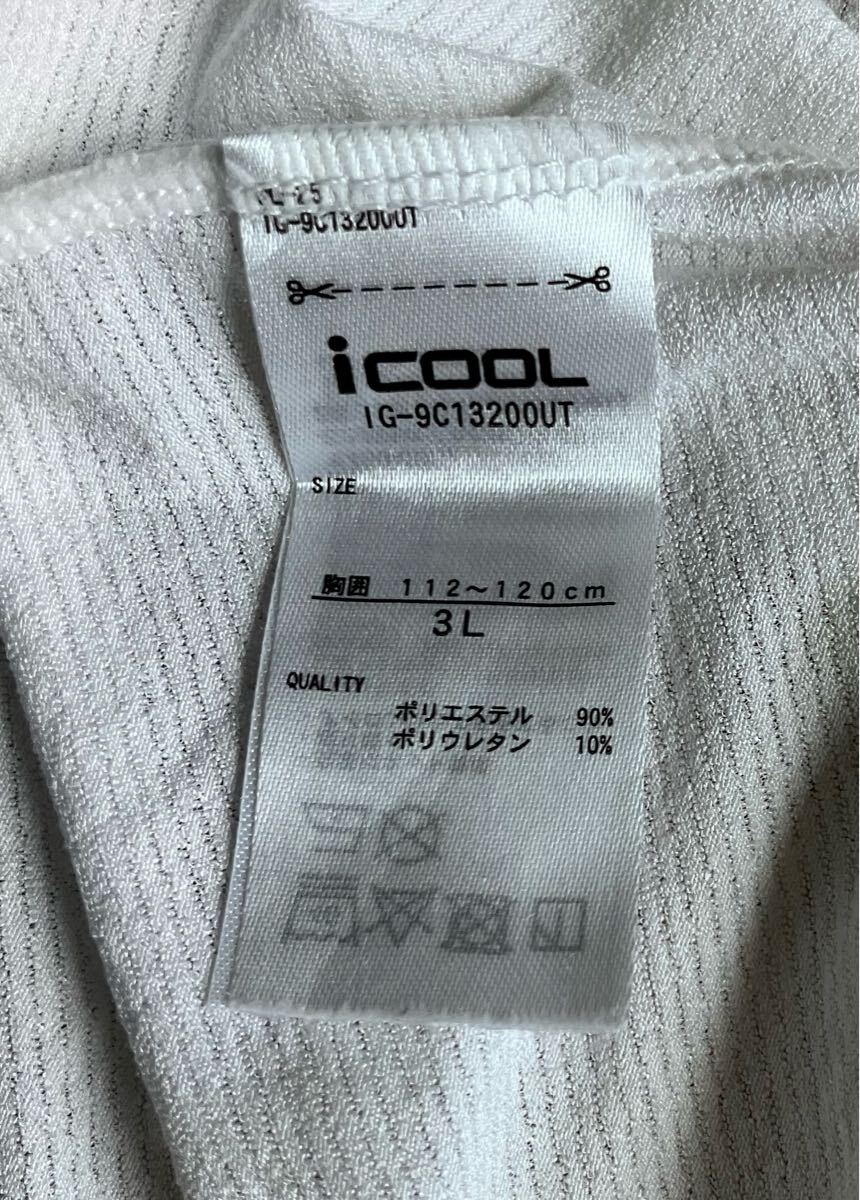 IG-9C13200UT
iCOOL
IG-9C13200UT
SIZE
胸囲 112～120cm
3L
QUALITY
ポリエステル 90%
ポリウレタン 10%